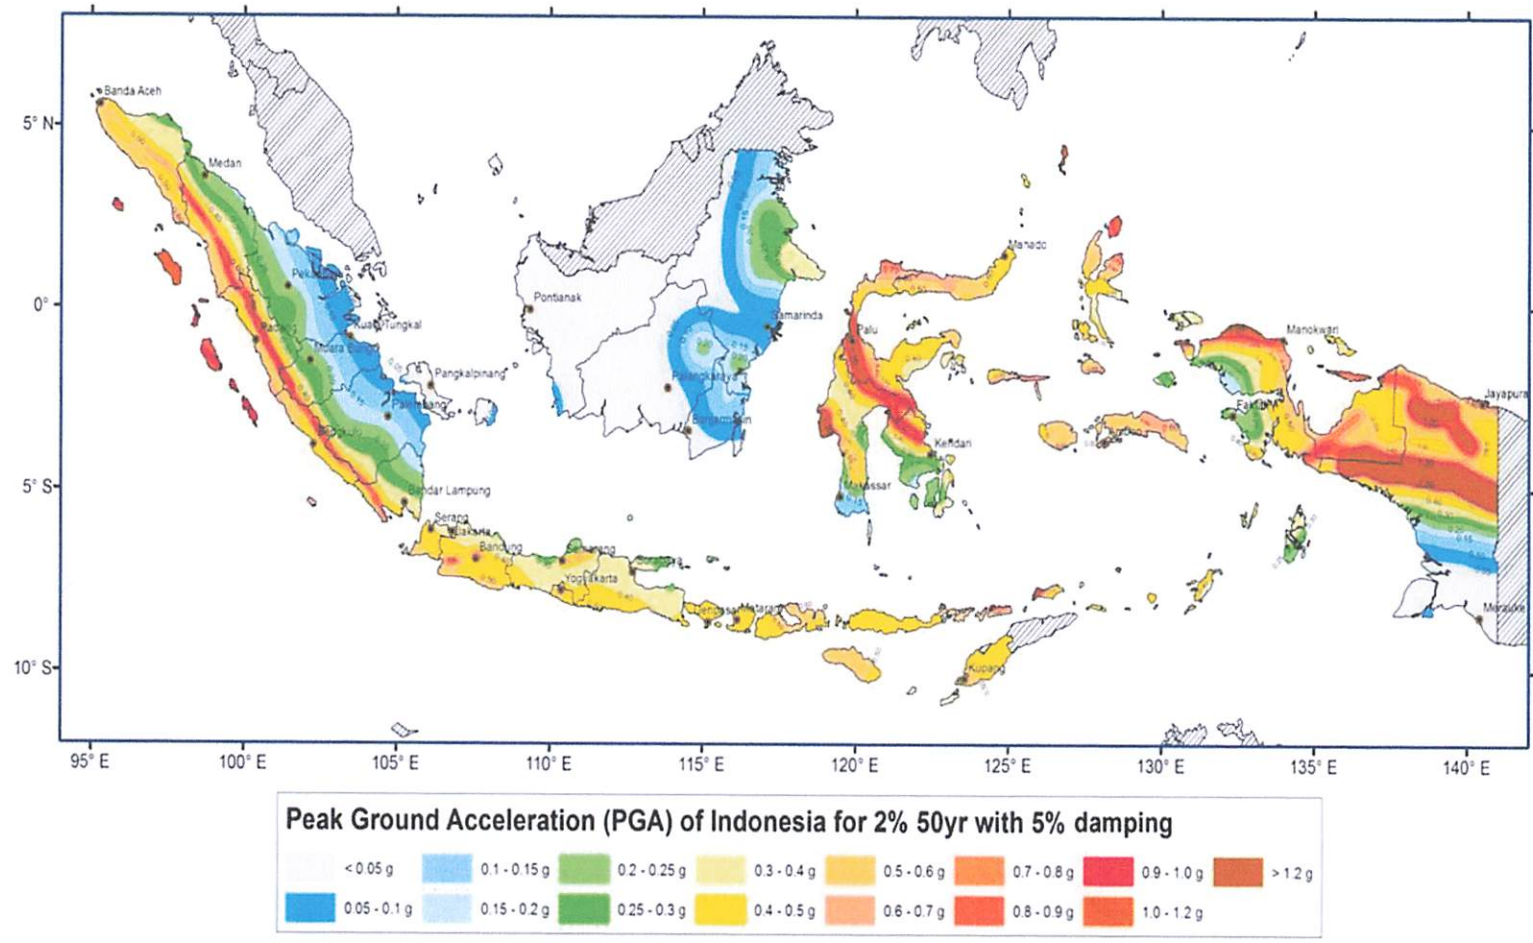 Banda Aceh
5° N
Medan
Manado
0°
Pontianak
Samarinda
Kuala Tungkal
Palu
Manokwari
Muara Bungo
Pangkalpinang
Palangkaraya
Palembang
Jayapura
Kendari
5° S
Makassar
Bandar Lampung
Serang
Jakarta
Bandung
Semarang
Yogyakarta
Mataram
Merauke
10° S
Kupang
95° E
100° E
105° E
110° E
115° E
120° E
125° E
130° E
135° E
140° E
Peak Ground Acceleration (PGA) of Indonesia for 2% 50yr with 5% damping
< 0.05 g 0.1 - 0.15 g 0.2 - 0.25 g 0.3 - 0.4 g 0.5 - 0.6 g 0.7 - 0.8 g 0.9 - 1.0 g > 1.2 g
0.05 - 0.1 g 0.15 - 0.2 g 0.25 - 0.3 g 0.4 - 0.5 g 0.6 - 0.7 g 0.8 - 0.9 g 1.0 - 1.2 g